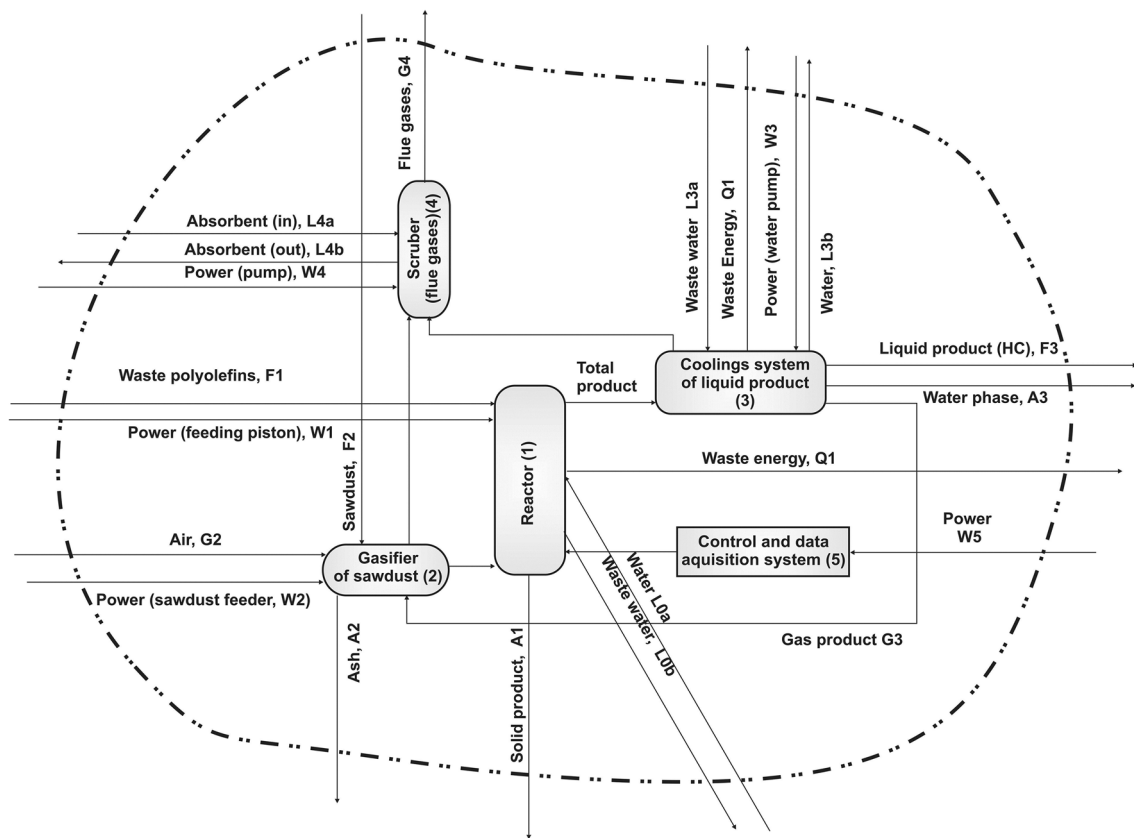 Flue gases, G4
Absorbent (in), L4a
Absorbent (out), L4b
Power (pump), W4
Scruber
(flue gases)(4)
Waste water L3a
Waste Energy, Q1
Power (water pump), W3
Water, L3b
Coolings system
of liquid product
(3)
Liquid product (HC), F3
Water phase, A3
Total
product
Waste polyolefins, F1
Power (feeding piston), W1
Sawdust, F2
Reactor (1)
Waste energy, Q1
Power
W5
Control and data
aquisition system (5)
Air, G2
Gasifier
of sawdust (2)
Power (sawdust feeder, W2)
Ash, A2
Solid product, A1
Water L0a
Waste water, L0b
Gas product G3